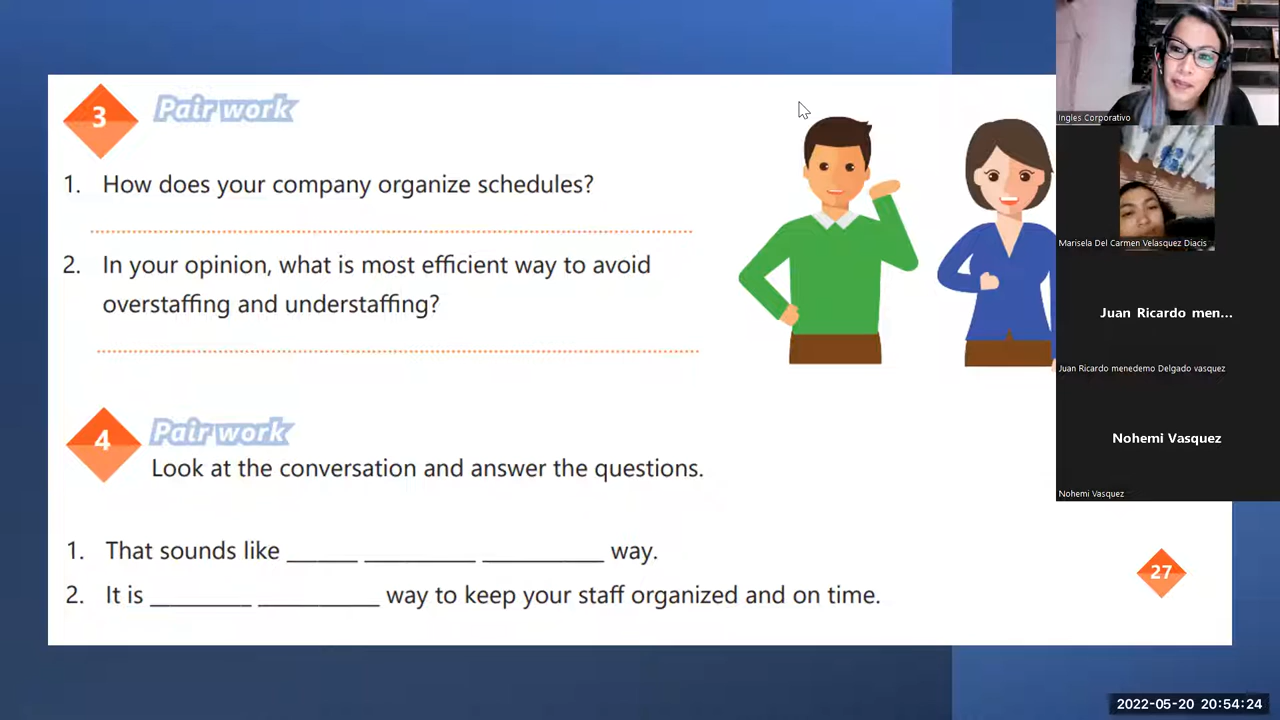 3
Pair work
1. How does your company organize schedules?
2. In your opinion, what is most efficient way to avoid
overstaffing and understaffing?
4
Pair work
Look at the conversation and answer the questions.
1. That sounds like ______ _________ __________ way.
2. It is _________ __________ way to keep your staff organized and on time.
27
Ingles Corporativo
Marisela Del Carmen Velasquez Diacis
Juan Ricardo men...
Juan Ricardo menedemo Delgado vasquez
Nohemi Vasquez
Nohemi Vasquez
2022-05-20 20:54:24